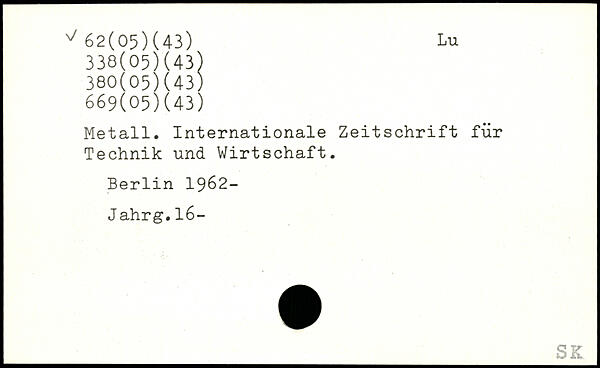 ✓ 62(05)(43) Lu
338(05)(43)
380(05)(43)
669(05)(43)
Metall. Internationale Zeitschrift für
Technik und Wirtschaft.
Berlin 1962-
Jahrg.16-
SK